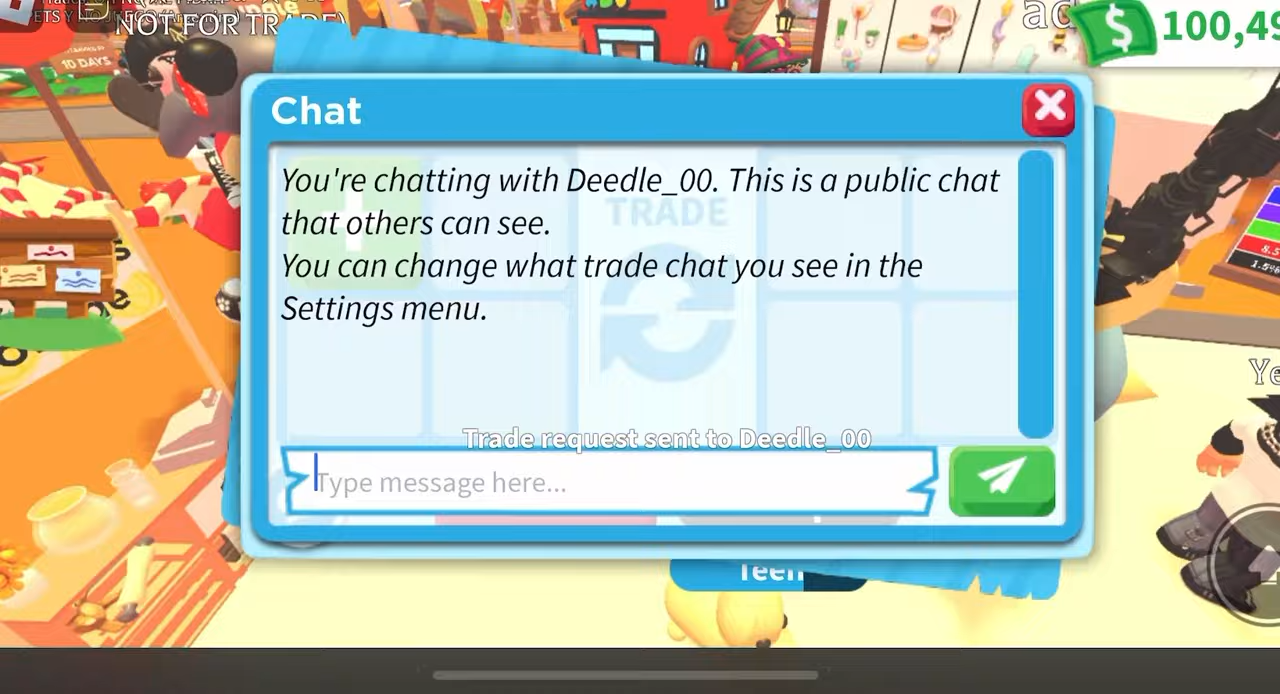 NOT FOR TRADE)
10 DAYS
100,49
Chat
You're chatting with Deedle_00. This is a public chat
that others can see.
You can change what trade chat you see in the
Settings menu.
TRADE
Trade request sent to Deedle_00
Type message here...
Teen
Ye